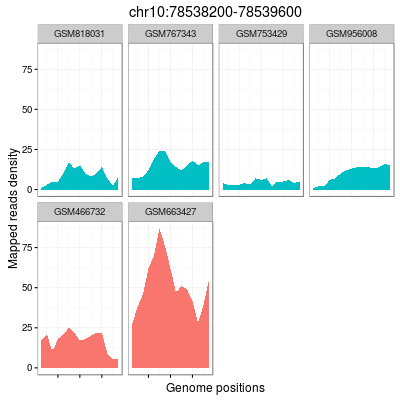 chr10:78538200-78539600
GSM818031 GSM767343 GSM753429 GSM956008
75
50
25
0
GSM466732 GSM663427
75
50
25
0
Mapped reads density
Genome positions